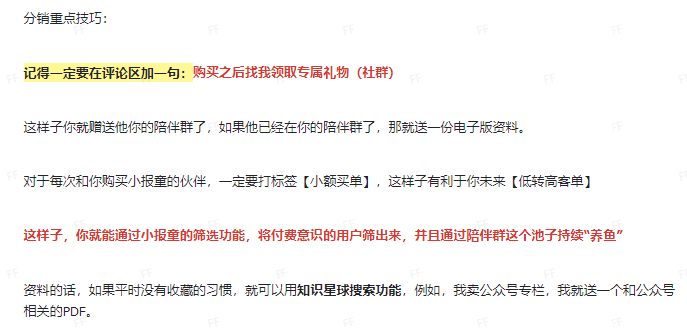 分销重点技巧：
记得一定要在评论区加一句：购买之后找我领取专属礼物（社群）
这样子你就赠送他你的陪伴群了，如果他已经在你的陪伴群了，那就送一份电子版资料。
对于每次和你购买小报童的伙伴，一定要打标签【小额买单】，这样子有利于你未来【低转高客单】
这样子，你就能通过小报童的筛选功能，将付费意识的用户筛出来，并且通过陪伴群这个池子持续“养鱼”
资料的话，如果平时没有收藏的习惯，就可以用知识星球搜索功能，例如，我卖公众号专栏，我就送一个和公众号
相关的PDF。